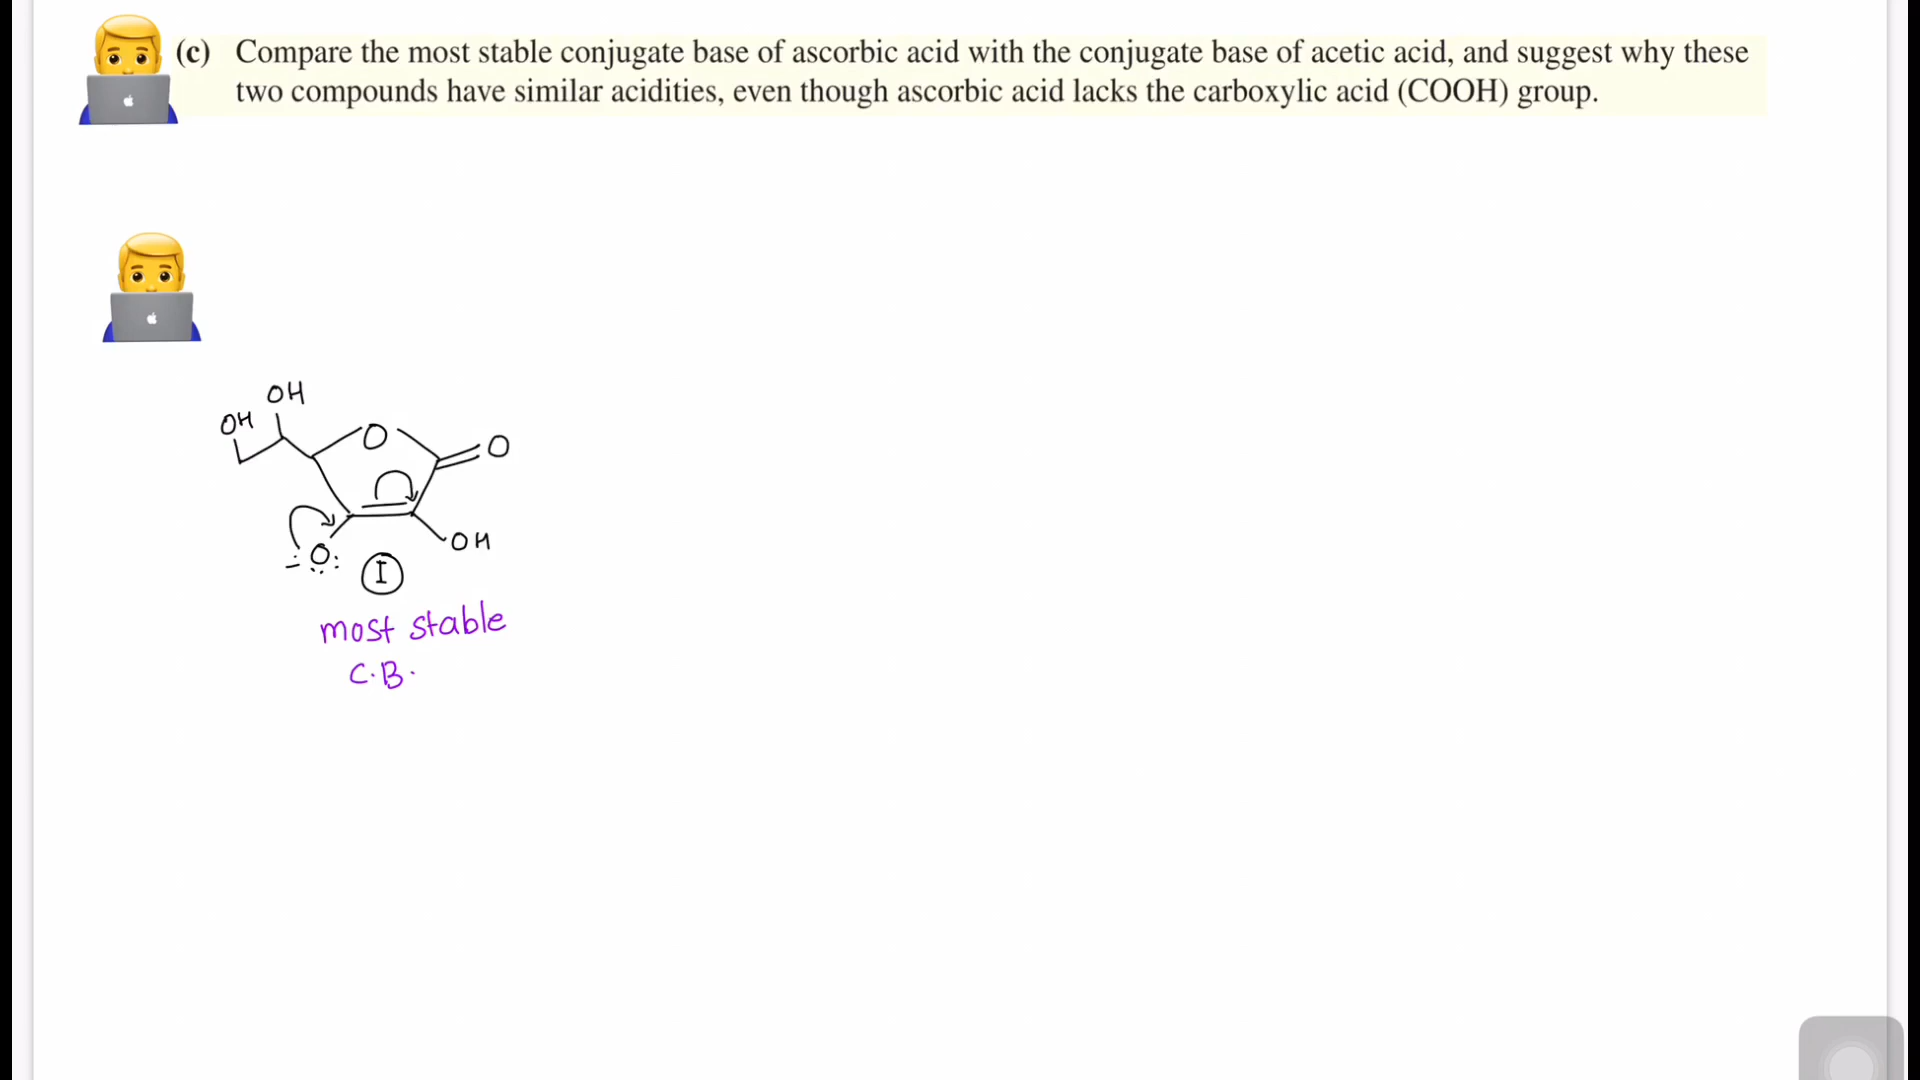 (c) Compare the most stable conjugate base of ascorbic acid with the conjugate base of acetic acid, and suggest why these
two compounds have similar acidities, even though ascorbic acid lacks the carboxylic acid (COOH) group.
OH
OH
O
O
OH
– :O:
I
most stable
C.B.